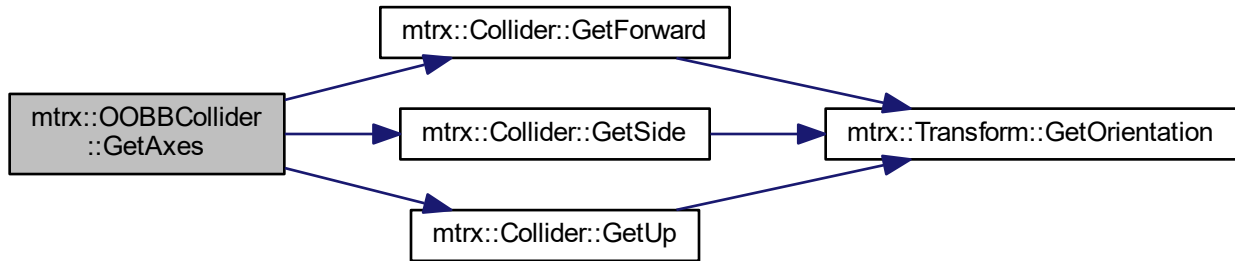 mtrx::OOBBCollider
::GetAxes
mtrx::Collider::GetForward
mtrx::Collider::GetSide
mtrx::Collider::GetUp
mtrx::Transform::GetOrientation